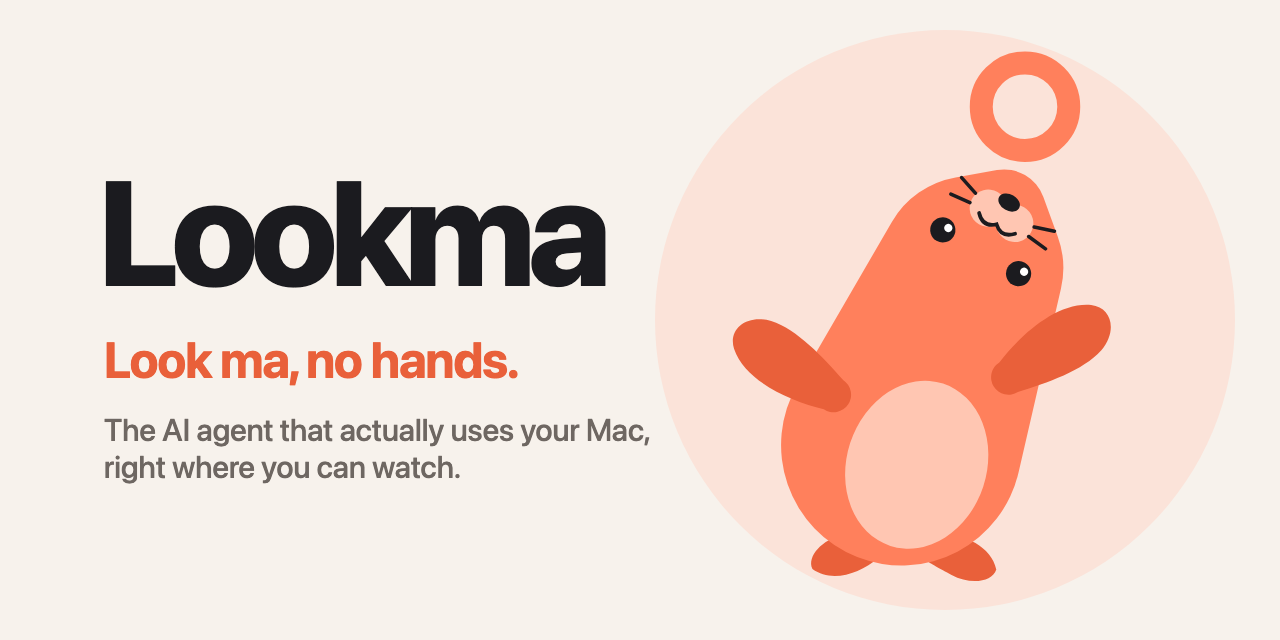 Lookma
Look ma, no hands.
The AI agent that actually uses your Mac,
right where you can watch.